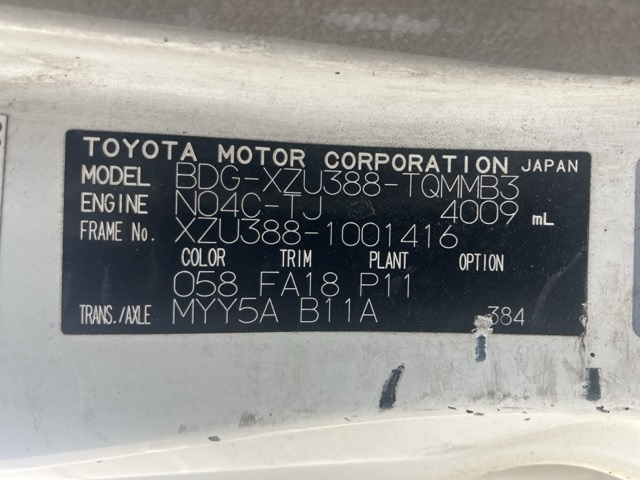 TOYOTA MOTOR CORPORATION JAPAN
MODEL BDG-XZU388-TQMMB3
ENGINE N04C-TJ 4009 mL
FRAME No. XZU388-1001416
COLOR TRIM PLANT OPTION
058 FA18 P11
TRANS./AXLE MYY5A B11A 384